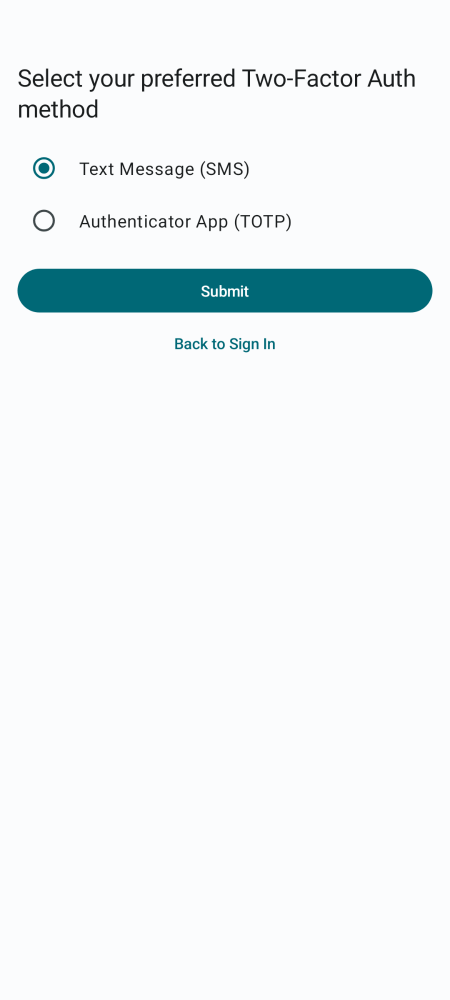 Select your preferred Two-Factor Auth
method
Text Message (SMS)
Authenticator App (TOTP)
Submit
Back to Sign In